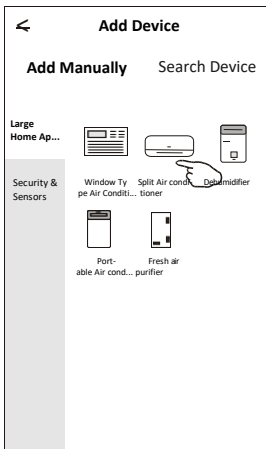 Add Device
Add Manually Search Device
Large
Home Ap...
Security &
Sensors
Window Ty
pe Air Conditi...
Split Air condi-
tioner
Dehumidifier
Port-
able Air cond...
Fresh air
purifier